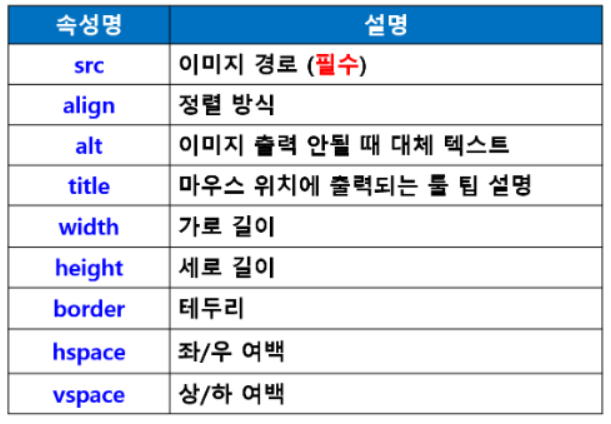 속성명 설명
src 이미지 경로 (필수)
align 정렬 방식
alt 이미지 출력 안될 때 대체 텍스트
title 마우스 위치에 출력되는 툴 팁 설명
width 가로 길이
height 세로 길이
border 테두리
hspace 좌/우 여백
vspace 상/하 여백